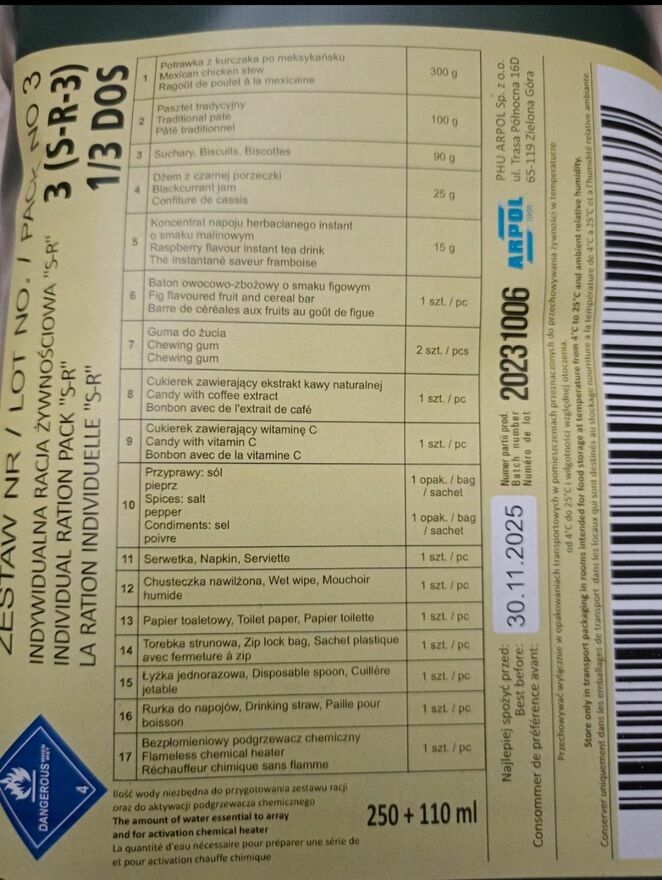 ZESTAW NR / LOT NO. / PACK NO 3
INDYWIDUALNA RACJA ŻYWNOŚCIOWA "S-R"
INDIVIDUAL RATION PACK "S-R"
LA RATION INDIVIDUELLE "S-R"
3 (S-R-3)
1/3 DOS
1 Potrawka z kurczaka po meksykańsku
Mexican chicken stew
Ragoût de poulet à la mexicaine
300 g
2 Pasztet tradycyjny
Traditional pate
Pâté traditionnel
100 g
3 Suchary, Biscuits, Biscottes 90 g
4 Dżem z czarnej porzeczki
Blackcurrant jam
Confiture de cassis
25 g
5 Koncentrat napoju herbacianego instant
o smaku malinowym
Raspberry flavour instant tea drink
Thé instantané saveur framboise
15 g
6 Baton owocowo-zbożowy o smaku figowym
Fig flavoured fruit and cereal bar
Barre de céréales aux fruits au goût de figue
1 szt. / pc
7 Guma do żucia
Chewing gum
Chewing gum
2 szt. / pcs
8 Cukierek zawierający ekstrakt kawy naturalnej
Candy with coffee extract
Bonbon avec de l'extrait de café
1 szt. / pc
9 Cukierek zawierający witaminę C
Candy with vitamin C
Bonbon avec de la vitamine C
1 szt. / pc
10 Przyprawy: sól
pieprz
Spices: salt
pepper
Condiments: sel
poivre
1 opak. / bag
/ sachet
1 opak. / bag
/ sachet
11 Serwetka, Napkin, Serviette 1 szt. / pc
12 Chusteczka nawilżona, Wet wipe, Mouchoir
humide
1 szt. / pc
13 Papier toaletowy, Toilet paper, Papier toilette 1 szt. / pc
14 Torebka strunowa, Zip lock bag, Sachet plastique
avec fermeture à zip
1 szt. / pc
15 Łyżka jednorazowa, Disposable spoon, Cuillère
jetable
1 szt. / pc
16 Rurka do napojów, Drinking straw, Paille pour
boisson
1 szt. / pc
17 Bezpłomieniowy podgrzewacz chemiczny
Flameless chemical heater
Réchauffeur chimique sans flamme
1 szt. / pc
Ilość wody niezbędna do przygotowania zestawu racji
oraz do aktywacji podgrzewacza chemicznego
The amount of water essential to array
and for activation chemical heater
La quantité d'eau nécessaire pour préparer une série de
et pour activation chauffe chimique
250 + 110 ml
DANGEROUS WHEN WET
4
Najlepiej spożyć przed:
Best before:
Consommer de préférence avant:
30.11.2025
Numer partii prod.
Batch number
Numéro de lot
20231006
ARPOL
1991
PHU ARPOL Sp. z o.o.
ul. Trasa Północna 16D
65-119 Zielona Góra
Przechowywać wyłącznie w opakowaniach transportowych w pomieszczeniach przeznaczonych do przechowywania żywności w temperaturze
od 4°C do 25°C i wilgotności względnej otoczenia.
Store only in transport packaging in rooms intended for food storage at temperature from 4°C to 25°C and ambient relative humidity.
Conserver uniquement dans les emballages de transport dans les locaux qui sont destinés au stockage nourriture a la température de 4°C à 25°C et a l'humidité relative ambiante.